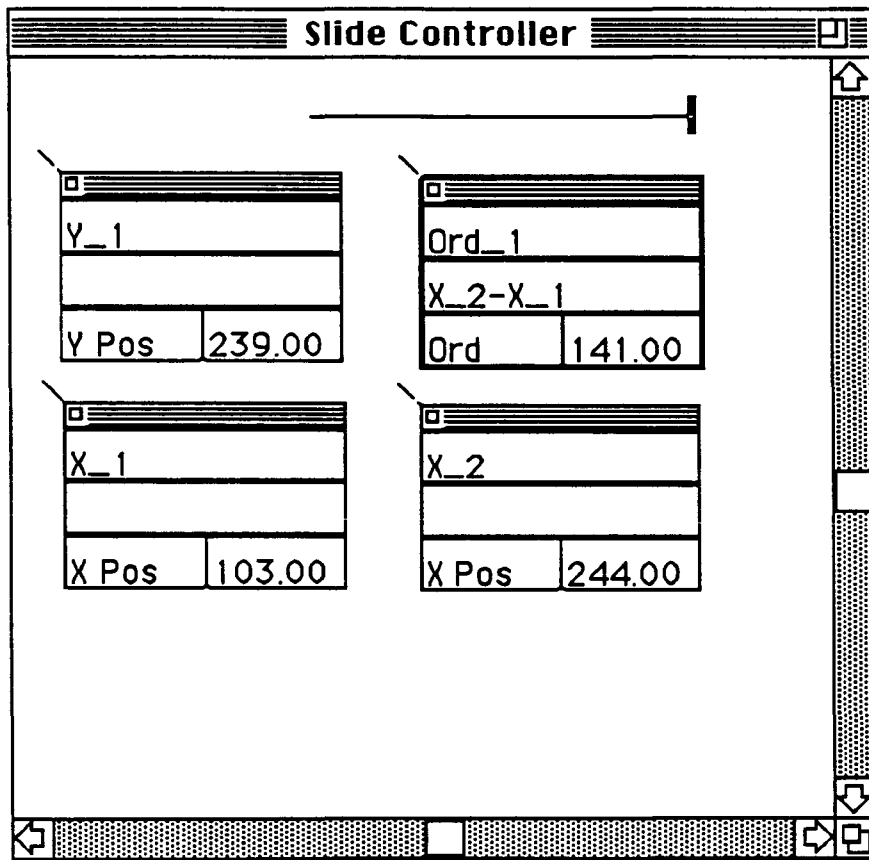 Slide Controller
Y_1
Y Pos 239.00
Ord_1
X_2-X_1
Ord 141.00
X_1
X Pos 103.00
X_2
X Pos 244.00